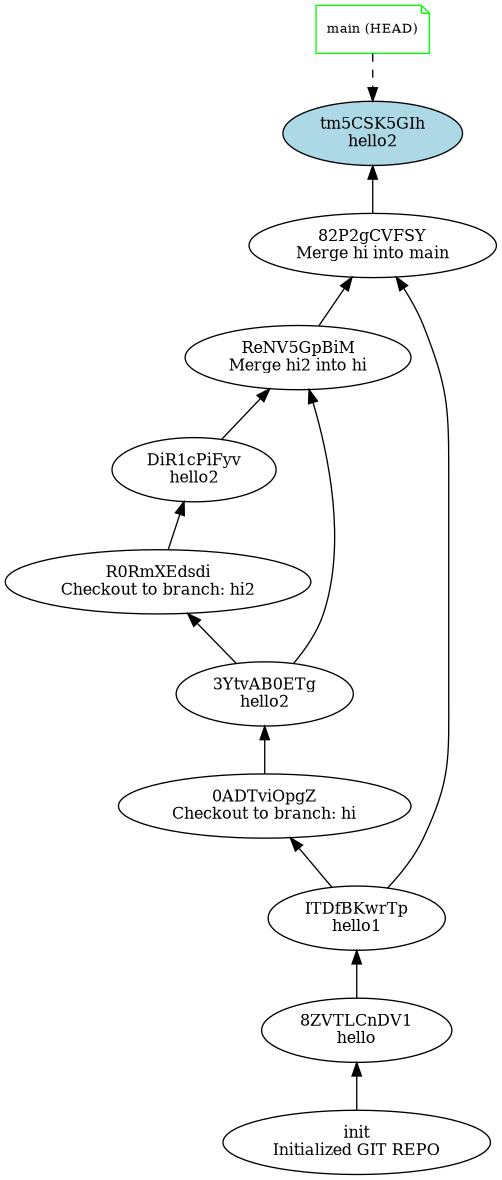 main (HEAD)
tm5CSK5GIh
hello2
82P2gCVFSY
Merge hi into main
ReNV5GpBiM
Merge hi2 into hi
DiR1cPiFyv
hello2
R0RmXEdsdi
Checkout to branch: hi2
3YtvAB0ETg
hello2
0ADTviOpgZ
Checkout to branch: hi
ITDfBKwrTp
hello1
8ZVTLCnDV1
hello
init
Initialized GIT REPO